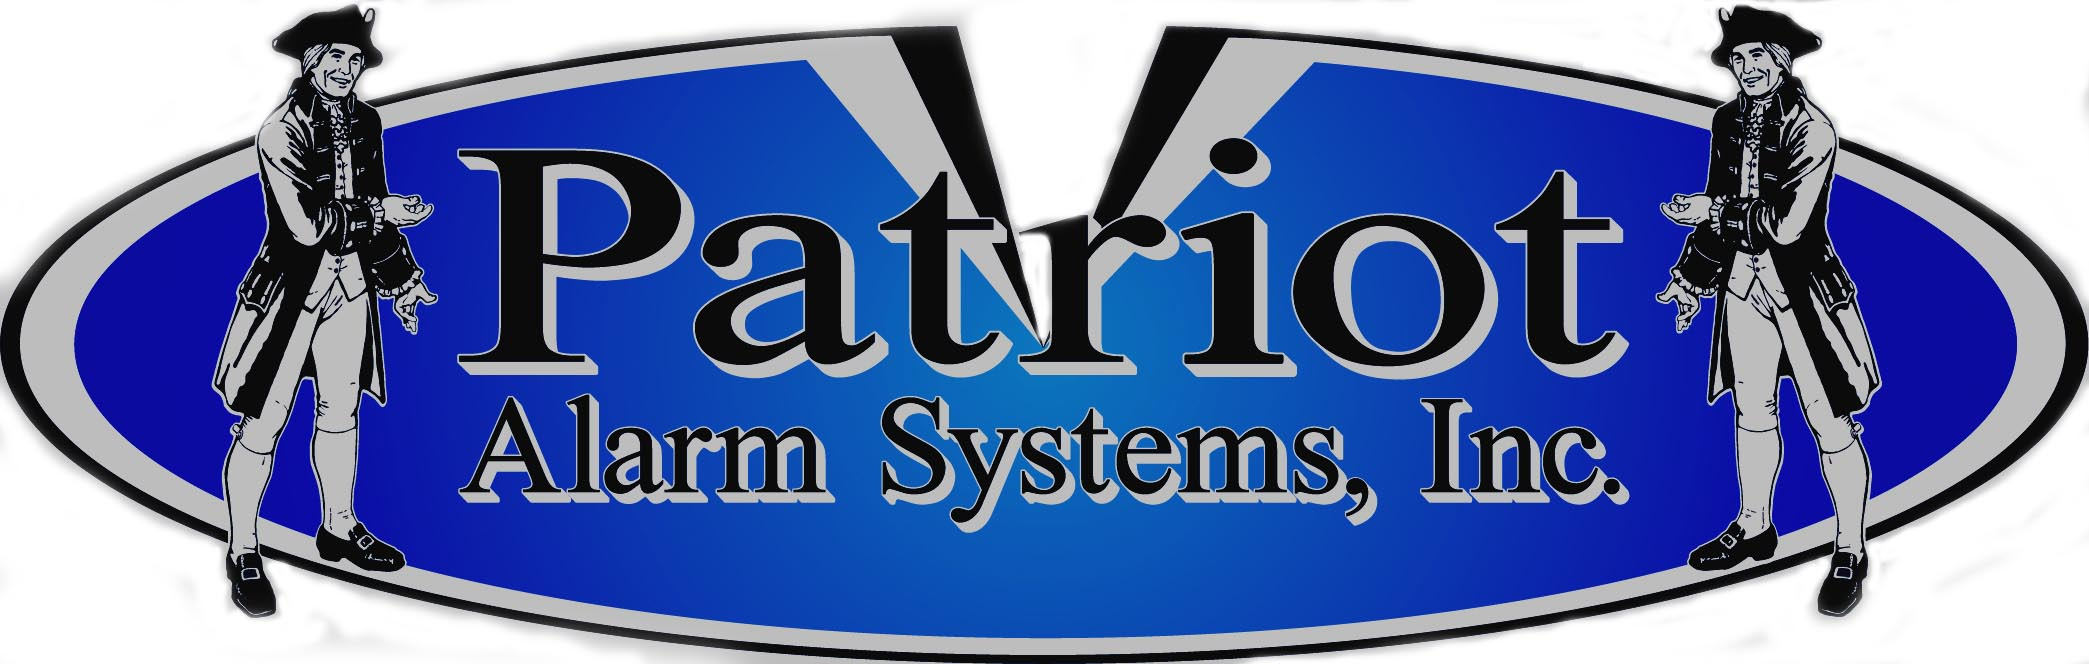 Patriot
Alarm Systems, Inc.